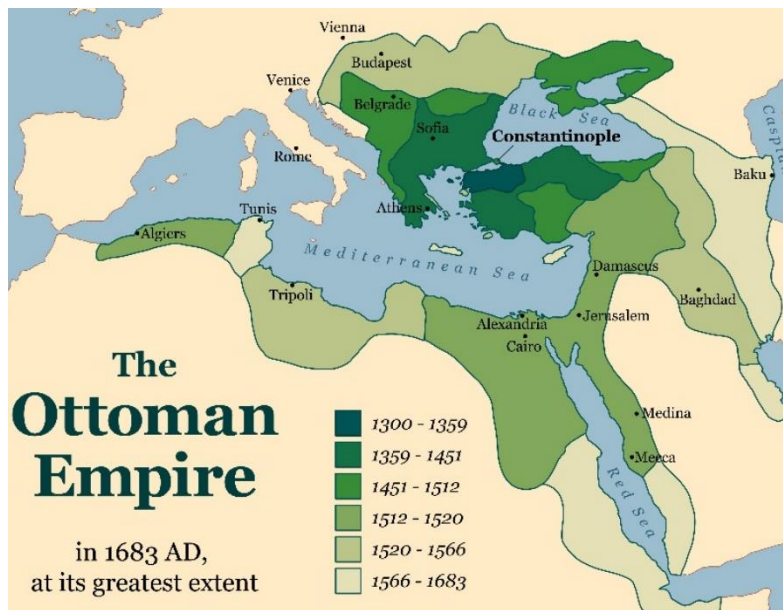 Vienna
Budapest
Venice
Belgrade
Black Sea
Sofia
Constantinople
Rome
Baku
Athens
Tunis
Algiers
Mediterranean Sea
Damascus
Tripoli
Baghdad
Alexandria
Jerusalem
Cairo
Medina
Mecca
Red Sea
The
Ottoman
Empire
in 1683 AD,
at its greatest extent
1300 - 1359
1359 - 1451
1451 - 1512
1512 - 1520
1520 - 1566
1566 - 1683